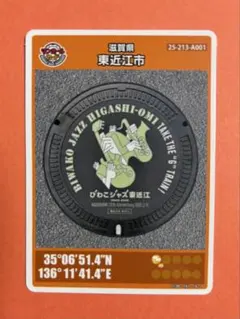 滋賀県
25-213-A001
東近江市
BIWAKO JAZZ HIGASHI-OMI TAKE THE "G" TRAIN!
びわこジャズ東近江
35°06'51.4"N
136°11'41.4"E